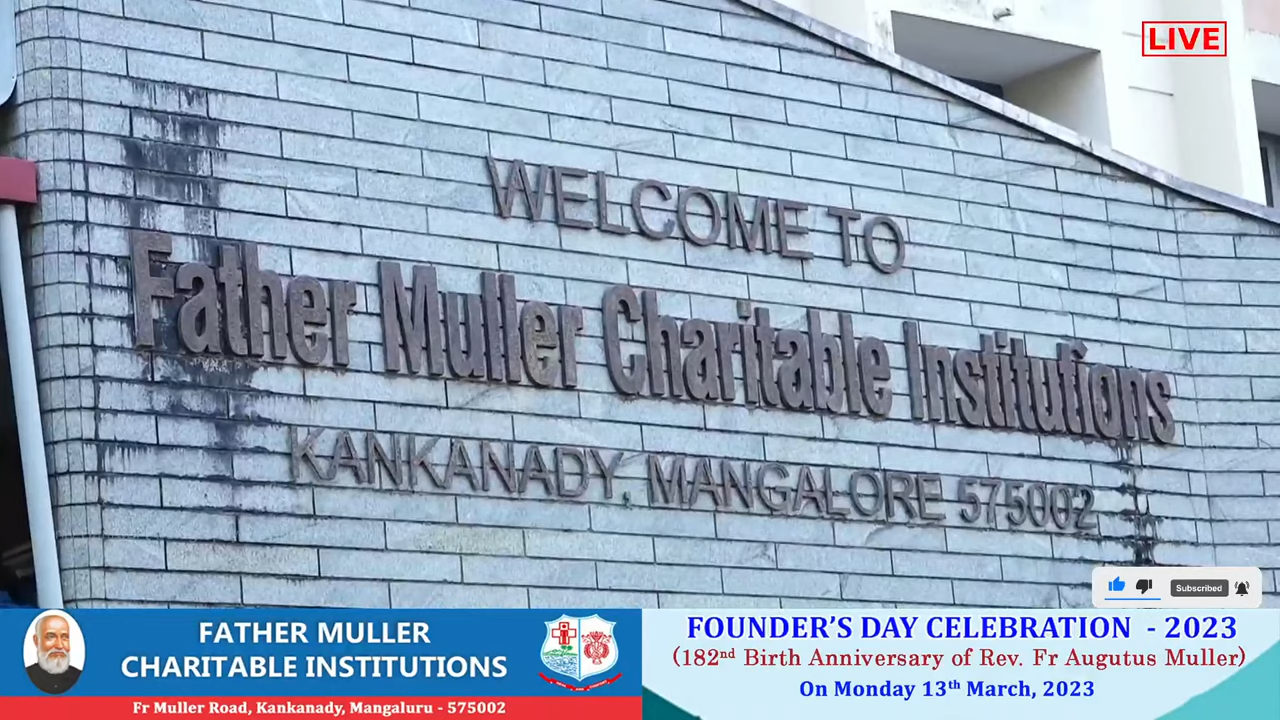 LIVE
WELCOME TO
Father Muller Charitable Institutions
KANKANADY, MANGALORE 575002
Subscribed
FATHER MULLER
CHARITABLE INSTITUTIONS
Fr Muller Road, Kankanady, Mangaluru - 575002
FOUNDER'S DAY CELEBRATION - 2023
(182nd Birth Anniversary of Rev. Fr Augutus Muller)
On Monday 13th March, 2023